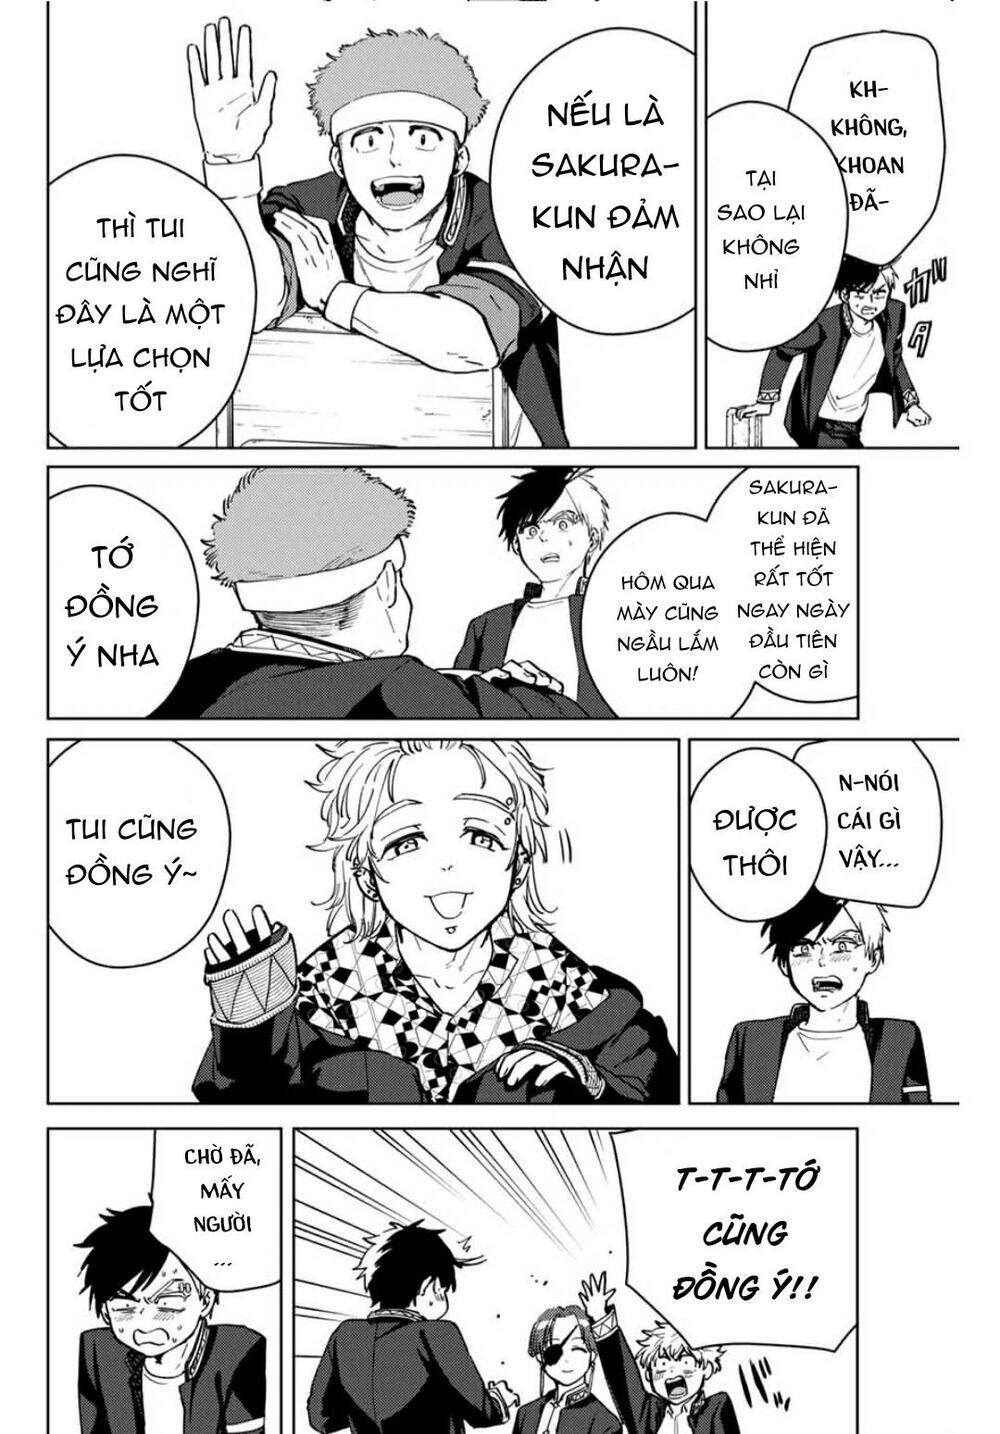 KH-
KHÔNG,
KHOAN
ĐÃ-
TẠI
SAO LẠI
KHÔNG
NHỈ
ガタッ
NẾU LÀ
SAKURA-
KUN ĐẢM
NHẬN
THÌ TUI
CŨNG NGHĨ
ĐÂY LÀ MỘT
LỰA CHỌN
TỐT
SAKURA-
KUN ĐÃ
THỂ HIỆN
RẤT TỐT
NGAY NGÀY
ĐẦU TIÊN
CÒN GÌ
HÔM QUA
MÀY CŨNG
NGẦU LẮM
LUÔN!
TỚ
ĐỒNG
Ý NHA
N-NÓI
CÁI GÌ
VẬY...
ĐƯỢC
THÔI
TUI CŨNG
ĐỒNG Ý~
T-T-T-TỚ
CŨNG
ĐỒNG Ý!!
CHỜ ĐÃ,
MẤY
NGƯỜI
....